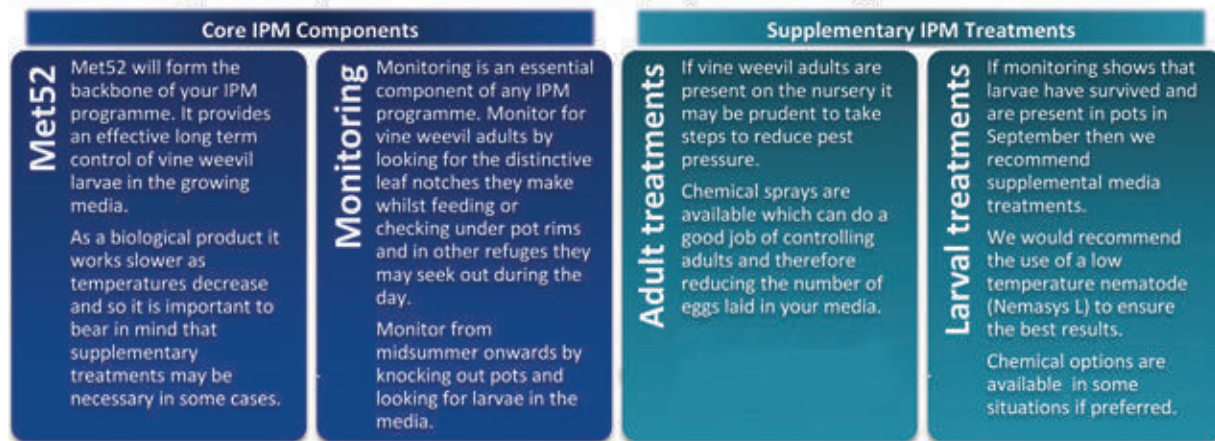 Core IPM Components
Met52
Met52 will form the
backbone of your IPM
programme. It provides
an effective long term
control of vine weevil
larvae in the growing
media.
As a biological product it
works slower as
temperatures decrease
and so it is important to
bear in mind that
supplementary
treatments may be
necessary in some cases.
Monitoring
Monitoring is an essential
component of any IPM
programme. Monitor for
vine weevil adults by
looking for the distinctive
leaf notches they make
whilst feeding or
checking under pot rims
and in other refuges they
may seek out during the
day.
Monitor from
midsummer onwards by
knocking out pots and
looking for larvae in the
media.
Supplementary IPM Treatments
Adult treatments
If vine weevil adults are
present on the nursery it
may be prudent to take
steps to reduce pest
pressure.
Chemical sprays are
available which can do a
good job of controlling
adults and therefore
reducing the number of
eggs laid in your media.
Larval treatments
If monitoring shows that
larvae have survived and
are present in pots in
September then we
recommend
supplemental media
treatments.
We would recommend
the use of a low
temperature nematode
(Nemasys L) to ensure
the best results.
Chemical options are
available in some
situations if preferred.